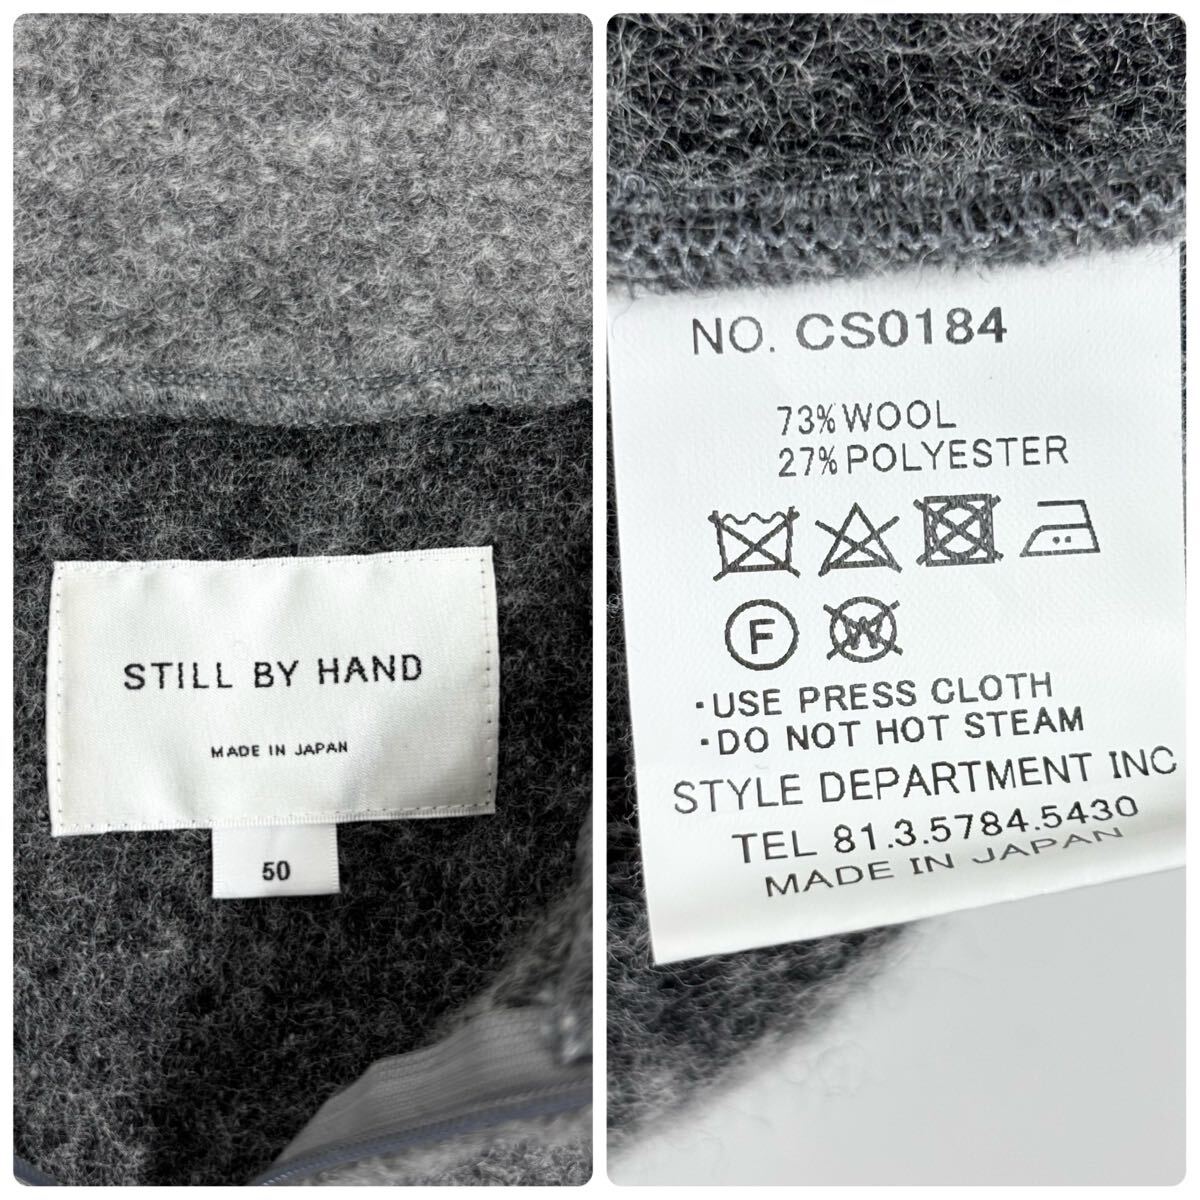 STILL BY HAND
MADE IN JAPAN
50
NO. CS0184
73% WOOL
27% POLYESTER
F
W
・USE PRESS CLOTH
・DO NOT HOT STEAM
STYLE DEPARTMENT INC
TEL 81.3.5784.5430
MADE IN JAPAN